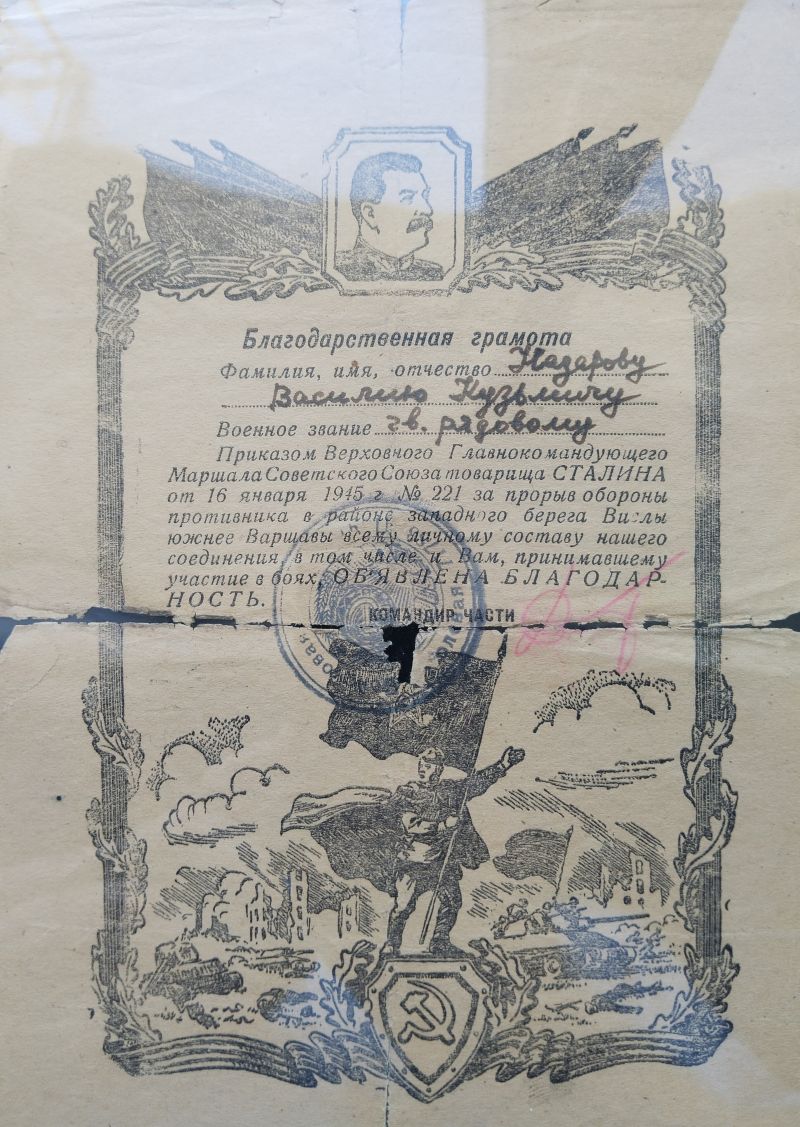 Благодарственная грамота
Фамилия, имя, отчество Назарову
Василию Кузьмичу
Военное звание гв. рядовому
Приказом Верховного Главнокомандующего
Маршала Советского Союза товарища СТАЛИНА
от 16 января 1945 г № 221 за прорыв обороны
противника в районе западного берега Вислы
южнее Варшавы всему личному составу нашего
соединения, в том числе и Вам, принимавшему
участие в боях, ОБ'ЯВЛЕНА БЛАГОДАР-
НОСТЬ.
КОМАНДИР ЧАСТИ